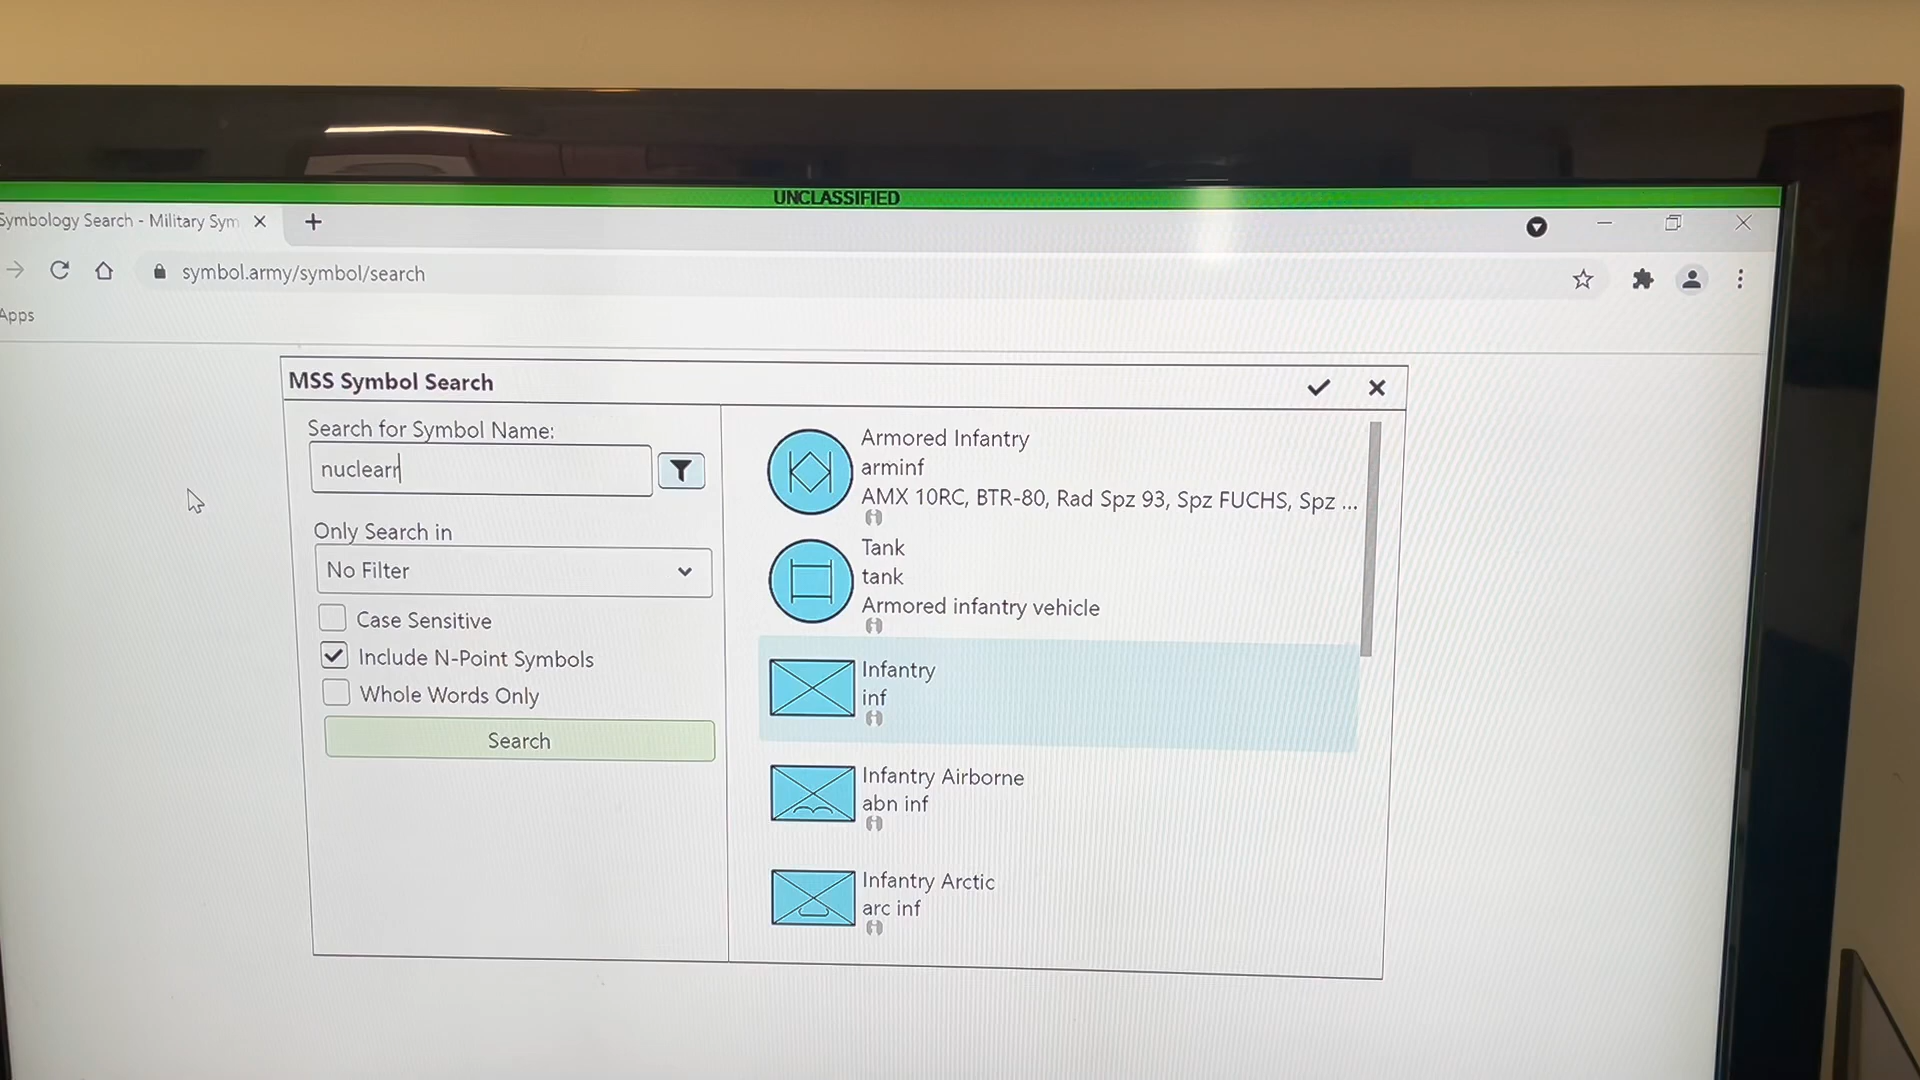 UNCLASSIFIED
Symbology Search - Military Sym
symbol.army/symbol/search
Apps
MSS Symbol Search
Search for Symbol Name:
nuclearr
Only Search in
No Filter
Case Sensitive
Include N-Point Symbols
Whole Words Only
Search
Armored Infantry
arminf
AMX 10RC, BTR-80, Rad Spz 93, Spz FUCHS, Spz ...
Tank
tank
Armored infantry vehicle
Infantry
inf
Infantry Airborne
abn inf
Infantry Arctic
arc inf